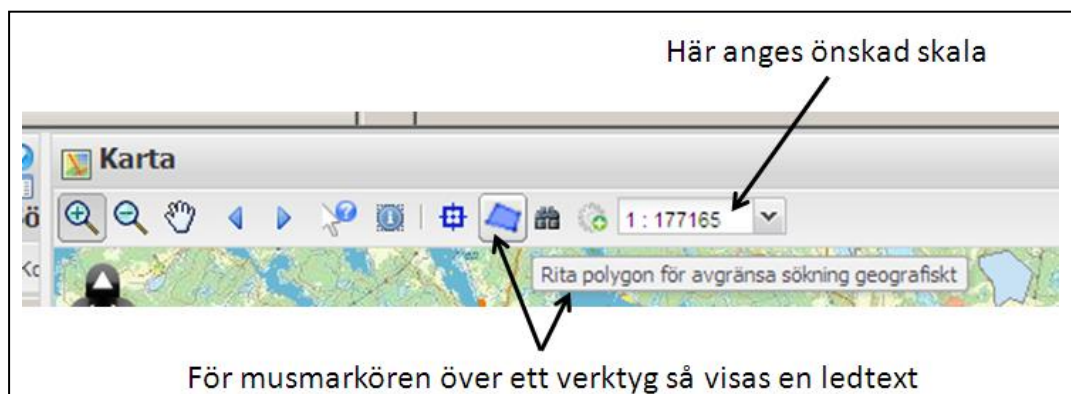 Här anges önskad skala
Karta
ö
1 : 177165
Kc
Rita polygon för avgränsa sökning geografiskt
För musmarkören över ett verktyg så visas en ledtext